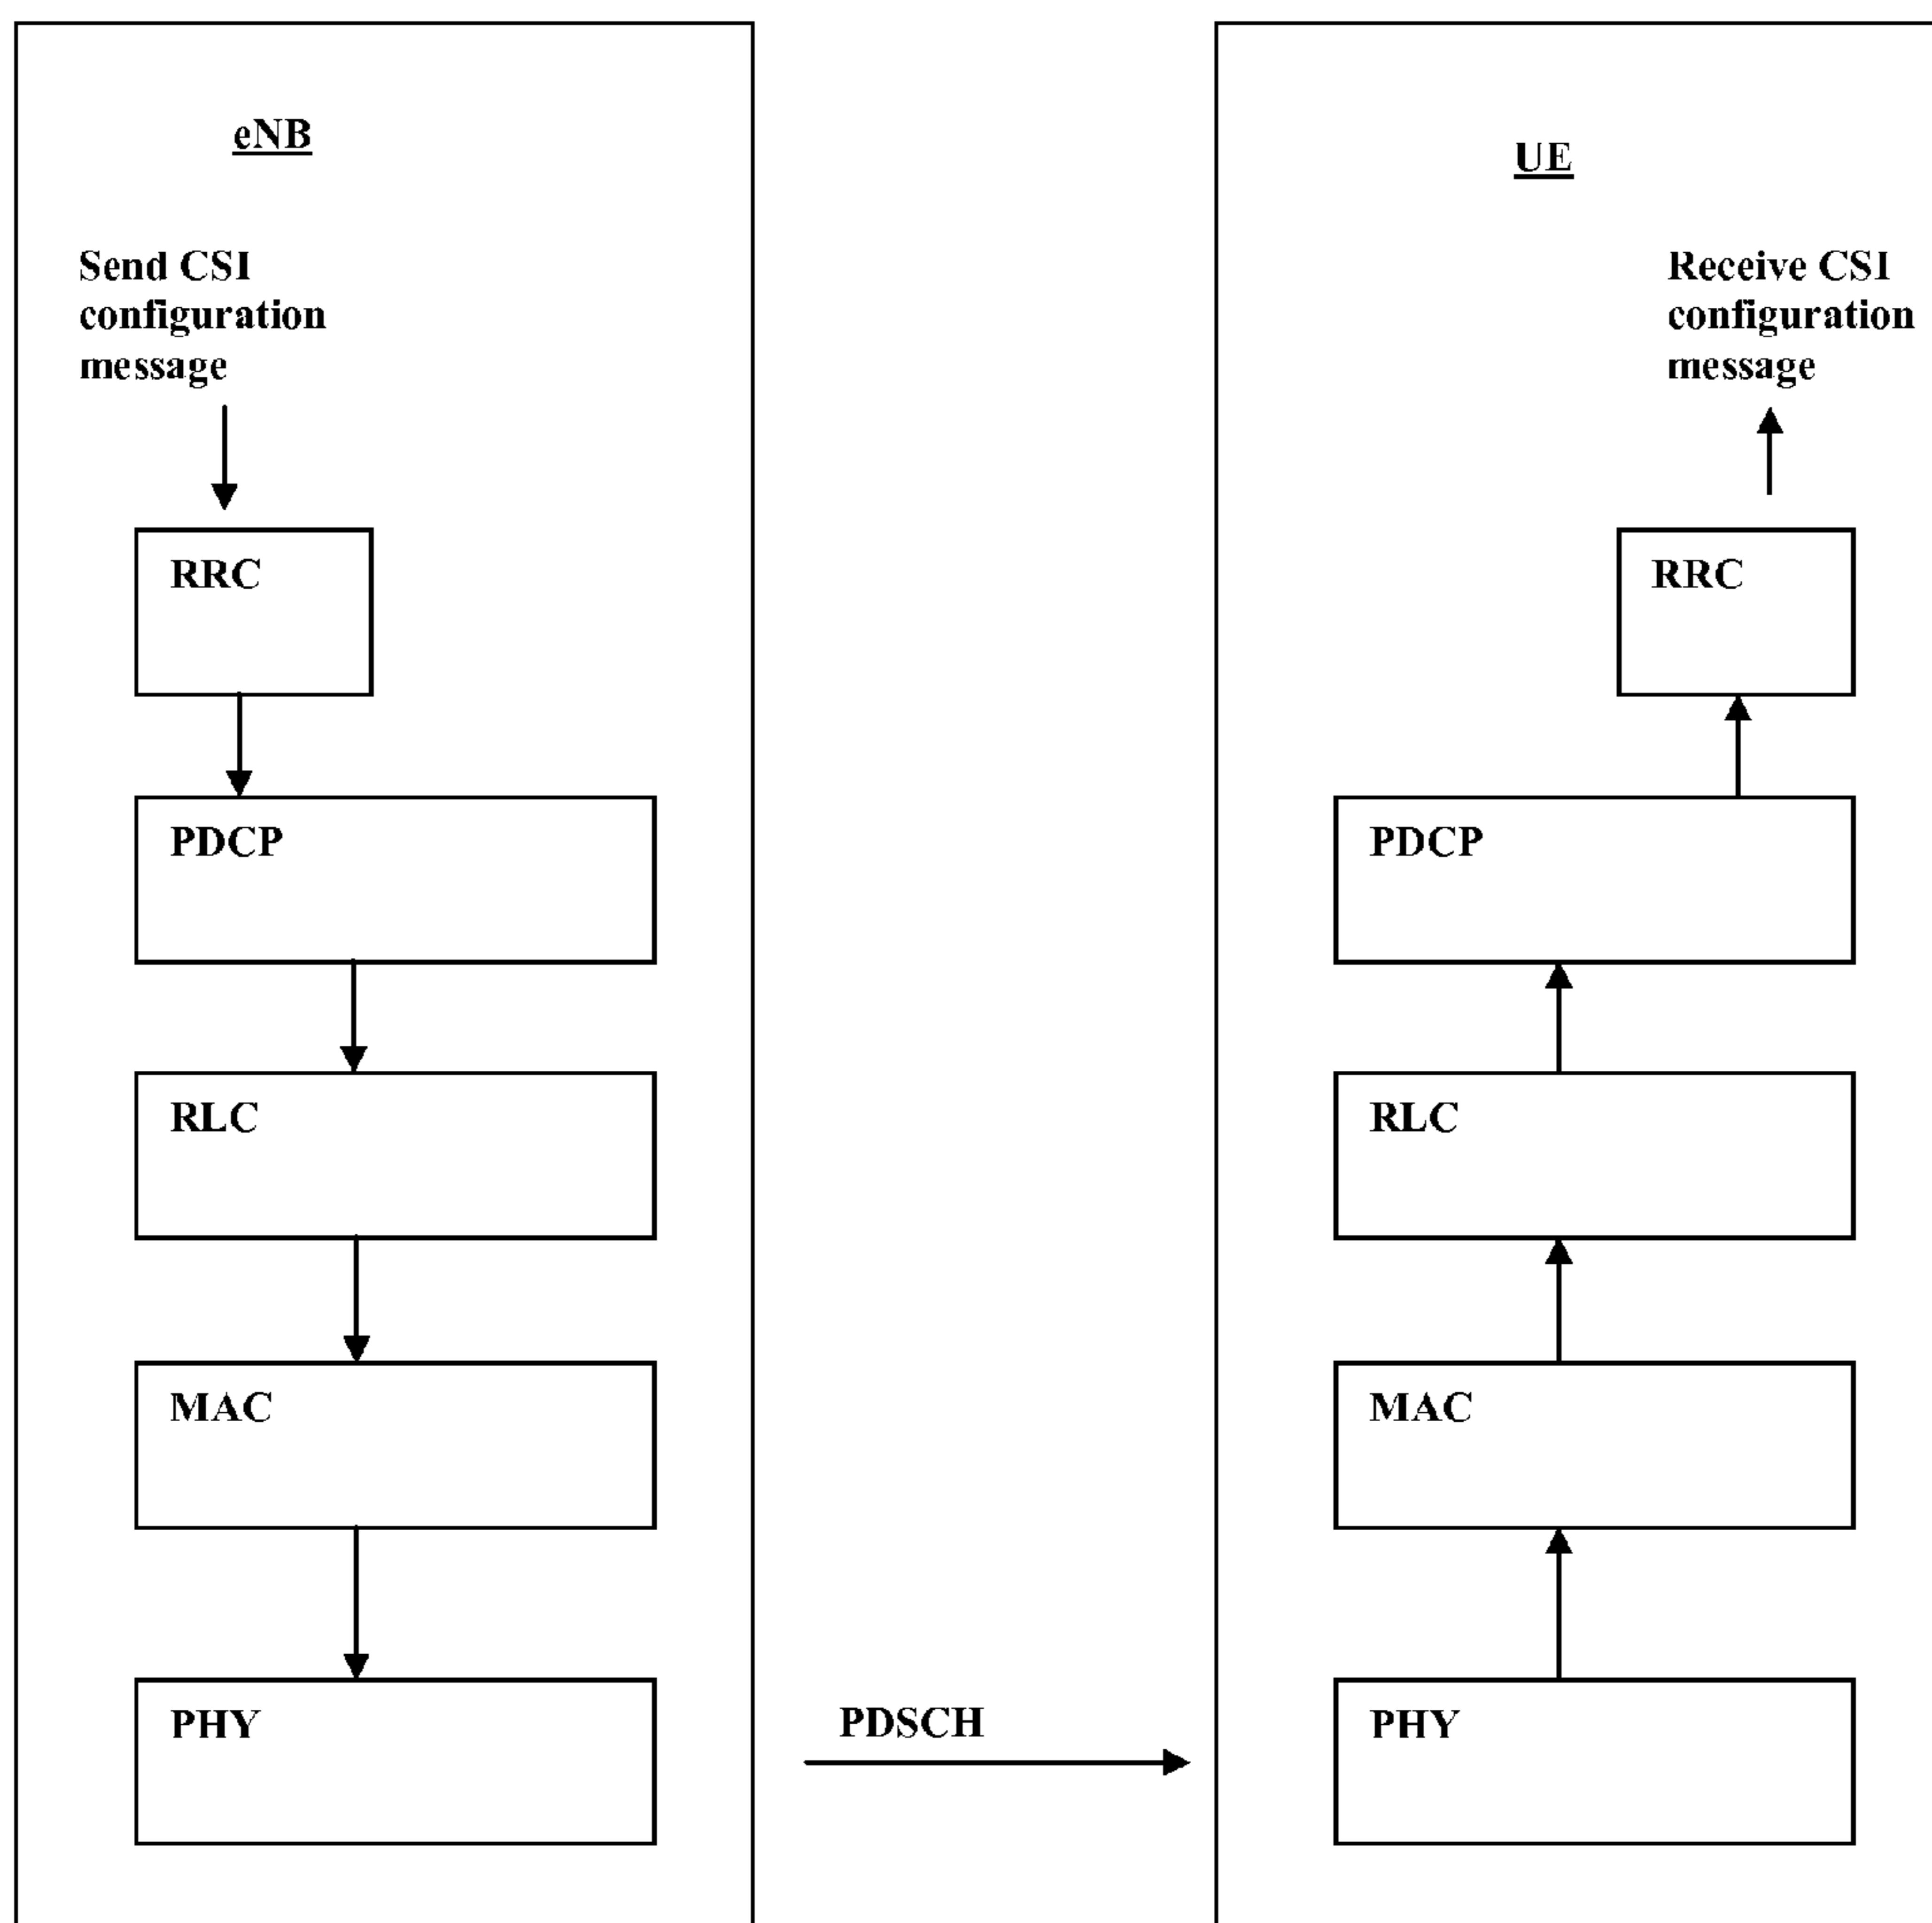 eNB
Send CSI
configuration
message
RRC
PDCP
RLC
MAC
PHY
PDSCH
UE
Receive CSI
configuration
message
RRC
PDCP
RLC
MAC
PHY